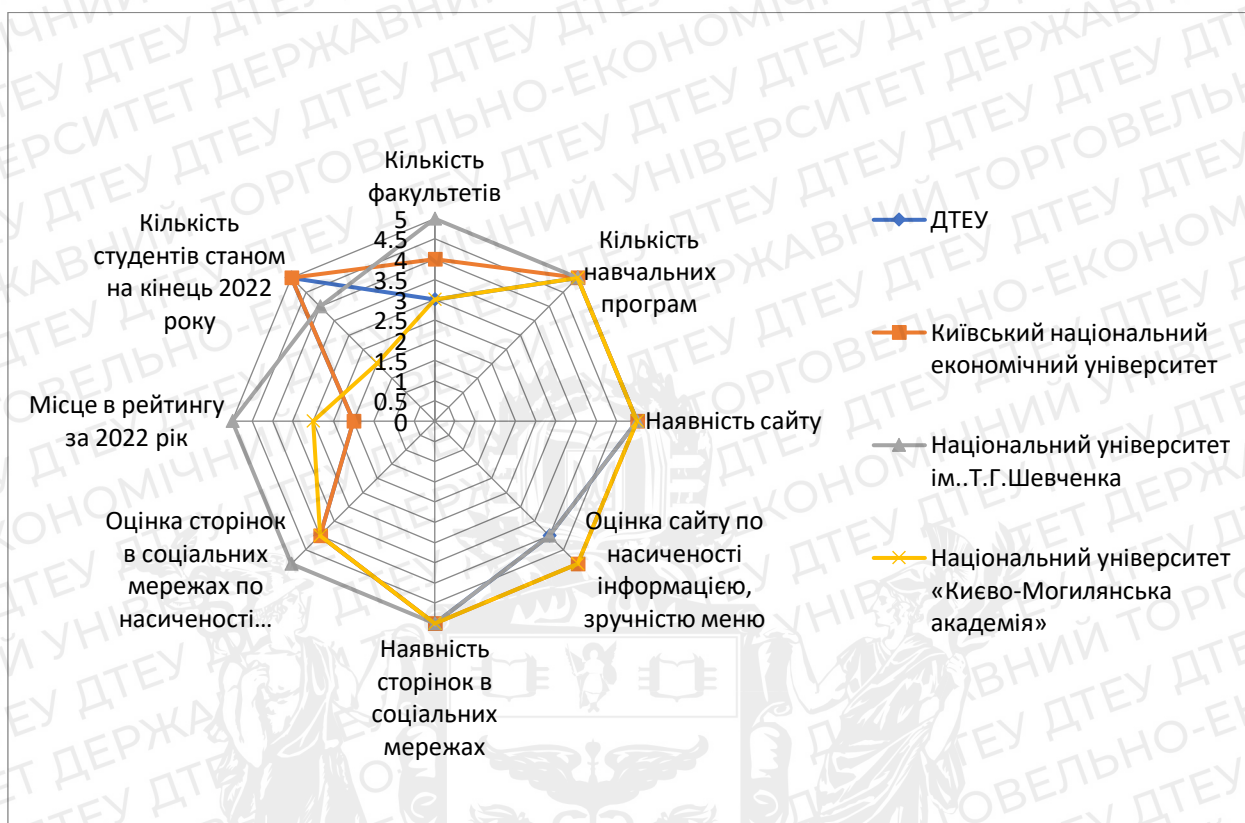 Кількість
факультетів
Кількість
навчальних
програм
Наявність сайту
Оцінка сайту по
насиченості
інформацією,
зручністю меню
Наявність
сторінок в
соціальних
мережах
Оцінка сторінок
в соціальних
мережах по
насиченості...
Місце в рейтингу
за 2022 рік
Кількість
студентів станом
на кінець 2022
року
5
4.5
4
3.5
3
2.5
2
1.5
1
0.5
0
ДТЕУ
Київський національний
економічний університет
Національний університет
ім..Т.Г.Шевченка
Національний університет
«Києво-Могилянська
академія»